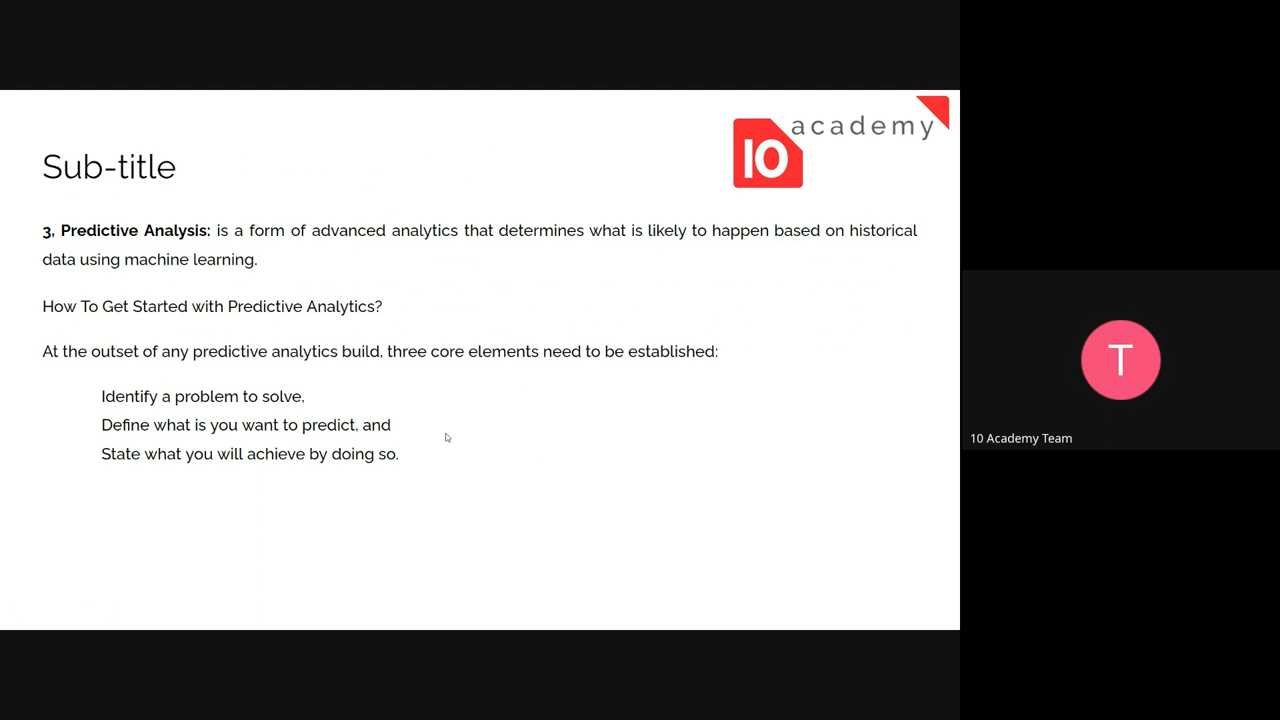 10 academy
Sub-title
3. Predictive Analysis: is a form of advanced analytics that determines what is likely to happen based on historical
data using machine learning.
How To Get Started with Predictive Analytics?
At the outset of any predictive analytics build, three core elements need to be established:
Identify a problem to solve,
Define what is you want to predict, and
State what you will achieve by doing so.
T
10 Academy Team